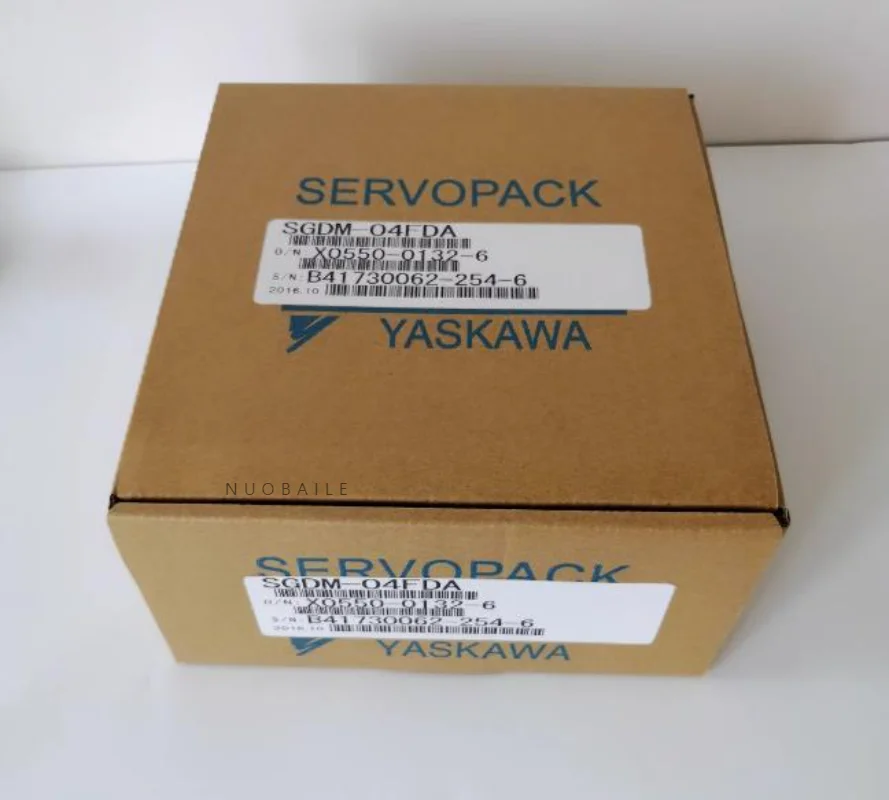 SERVOPACK
SGDM-04FDA
O/N X0550-0132-6
S/N: B41730062-254-6
2016.10
YASKAWA
NUOBAILE
SERVOPACK
SGDM-04FDA
O/N: X0550-0132-6
S/N: B41730062-254-6
2016.10
YASKAWA